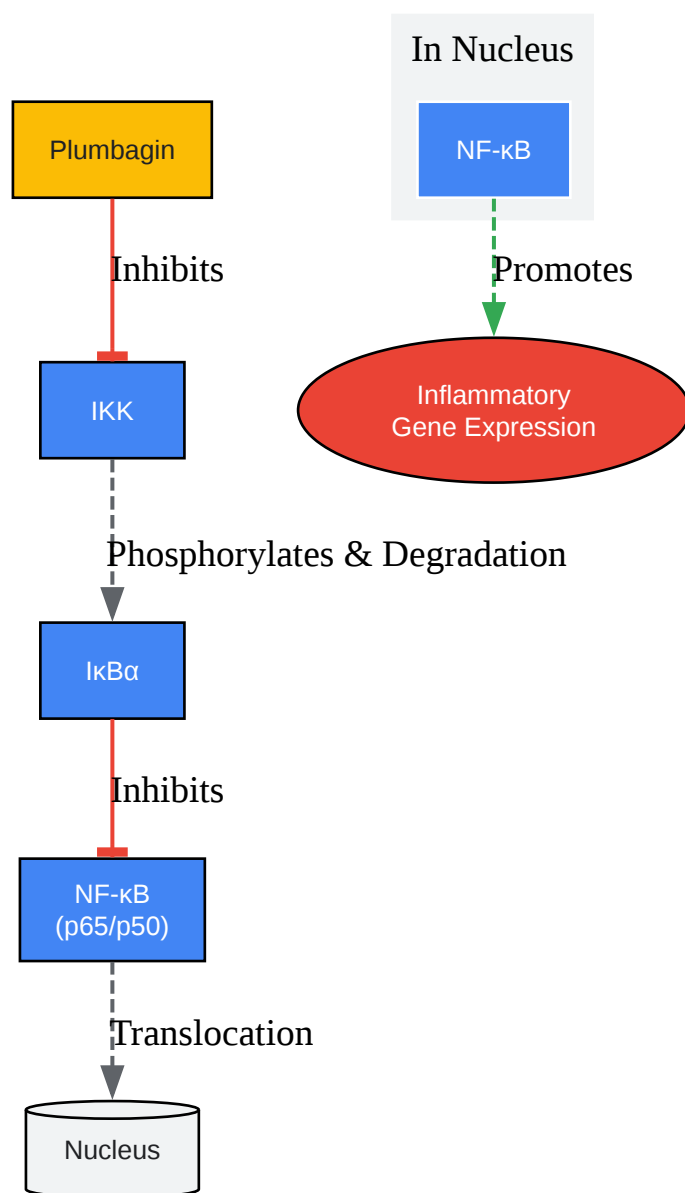 In Nucleus
Plumbagin
NF-κB
Inhibits
Promotes
IKK
Inflammatory
Gene Expression
Phosphorylates & Degradation
IκBα
Inhibits
NF-κB
(p65/p50)
Translocation
Nucleus